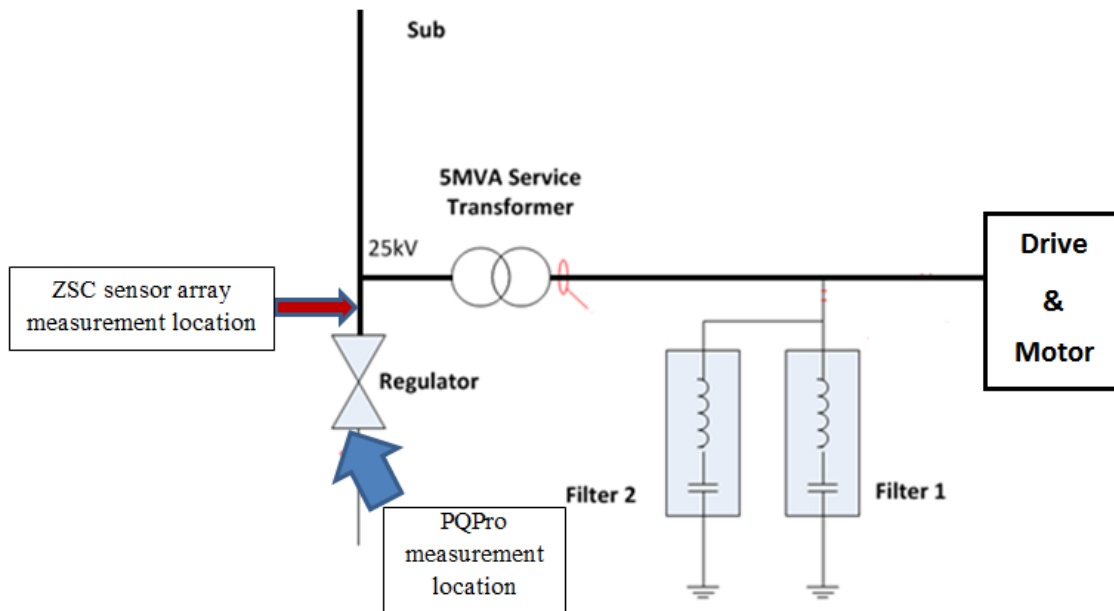 Sub
5MVA Service
Transformer
25kV
Drive
&
Motor
ZSC sensor array
measurement location
Regulator
Filter 2
Filter 1
PQPro
measurement
location